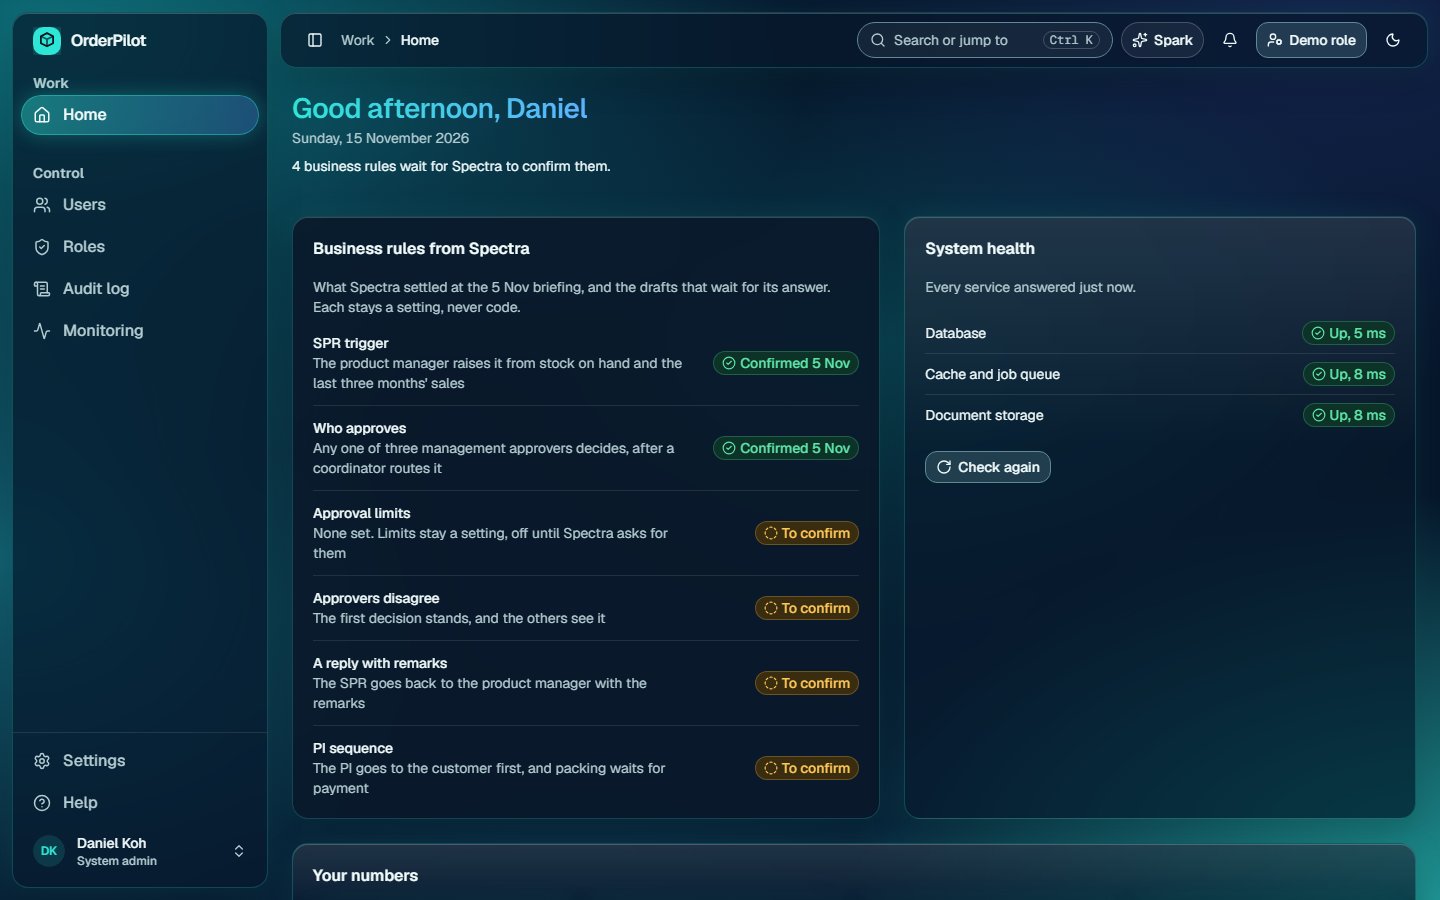 OrderPilot
Work
Home
Control
Users
Roles
Audit log
Monitoring
Settings
Help
DK
Daniel Koh
System admin
Work > Home
Search or jump to
Ctrl K
Spark
Demo role
Good afternoon, Daniel
Sunday, 15 November 2026
4 business rules wait for Spectra to confirm them.
Business rules from Spectra
What Spectra settled at the 5 Nov briefing, and the drafts that wait for its answer.
Each stays a setting, never code.
SPR trigger
The product manager raises it from stock on hand and the
last three months' sales
Confirmed 5 Nov
Who approves
Any one of three management approvers decides, after a
coordinator routes it
Confirmed 5 Nov
Approval limits
None set. Limits stay a setting, off until Spectra asks for
them
To confirm
Approvers disagree
The first decision stands, and the others see it
To confirm
A reply with remarks
The SPR goes back to the product manager with the
remarks
To confirm
PI sequence
The PI goes to the customer first, and packing waits for
payment
To confirm
System health
Every service answered just now.
Database
Up, 5 ms
Cache and job queue
Up, 8 ms
Document storage
Up, 8 ms
Check again
Your numbers